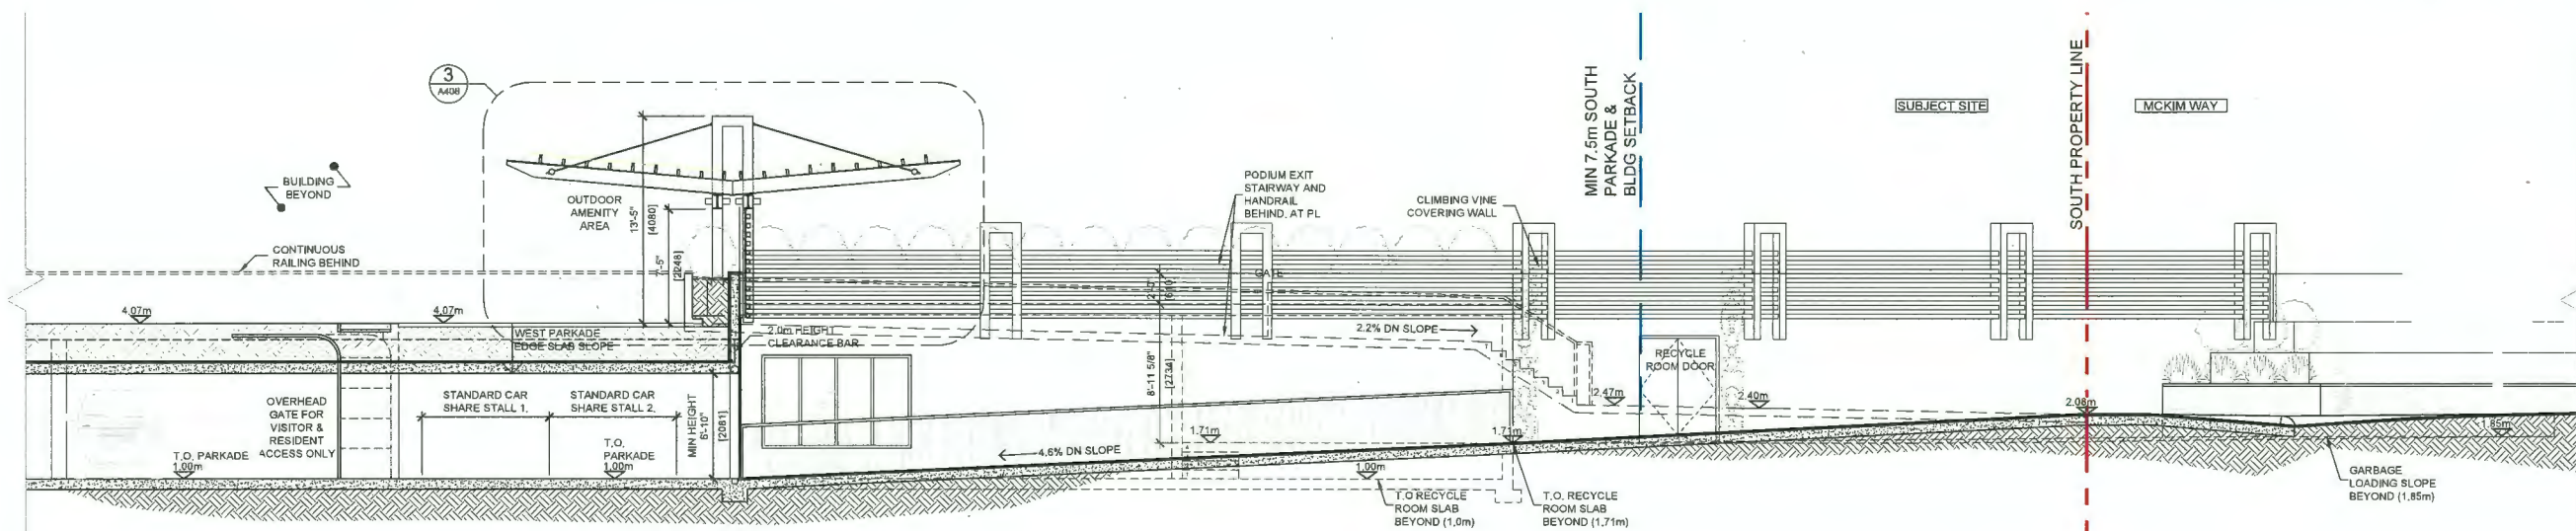 3
A408
BUILDING
BEYOND
CONTINUOUS
RAILING BEHIND
OUTDOOR
AMENITY
AREA
13'-5"
[4080]
7'-5"
[2248]
PODIUM EXIT
STAIRWAY AND
HANDRAIL
BEHIND, AT PL
CLIMBING VINE
COVERING WALL
MIN 7.5m SOUTH
PARKADE &
BLDG SETBACK
SUBJECT SITE
SOUTH PROPERTY LINE
MCKIM WAY
GATE
2'-0"
[610]
4.07m
4.07m
WEST PARKADE
EDGE SLAB SLOPE
2.0m HEIGHT
CLEARANCE BAR
2.2% DN SLOPE
8'-11 5/8"
[2734]
RECYCLE
ROOM DOOR
2.47m
2.40m
2.08m
1.85m
OVERHEAD
GATE FOR
VISITOR &
RESIDENT
ACCESS ONLY
STANDARD CAR
SHARE STALL 1.
STANDARD CAR
SHARE STALL 2.
MIN HEIGHT
6'-10"
[2081]
T.O. PARKADE
1.00m
T.O.
PARKADE
1.00m
4.6% DN SLOPE
1.71m
1.71m
1.00m
T.O RECYCLE
ROOM SLAB
BEYOND (1.0m)
T.O. RECYCLE
ROOM SLAB
BEYOND (1.71m)
GARBAGE
LOADING SLOPE
BEYOND (1.85m)